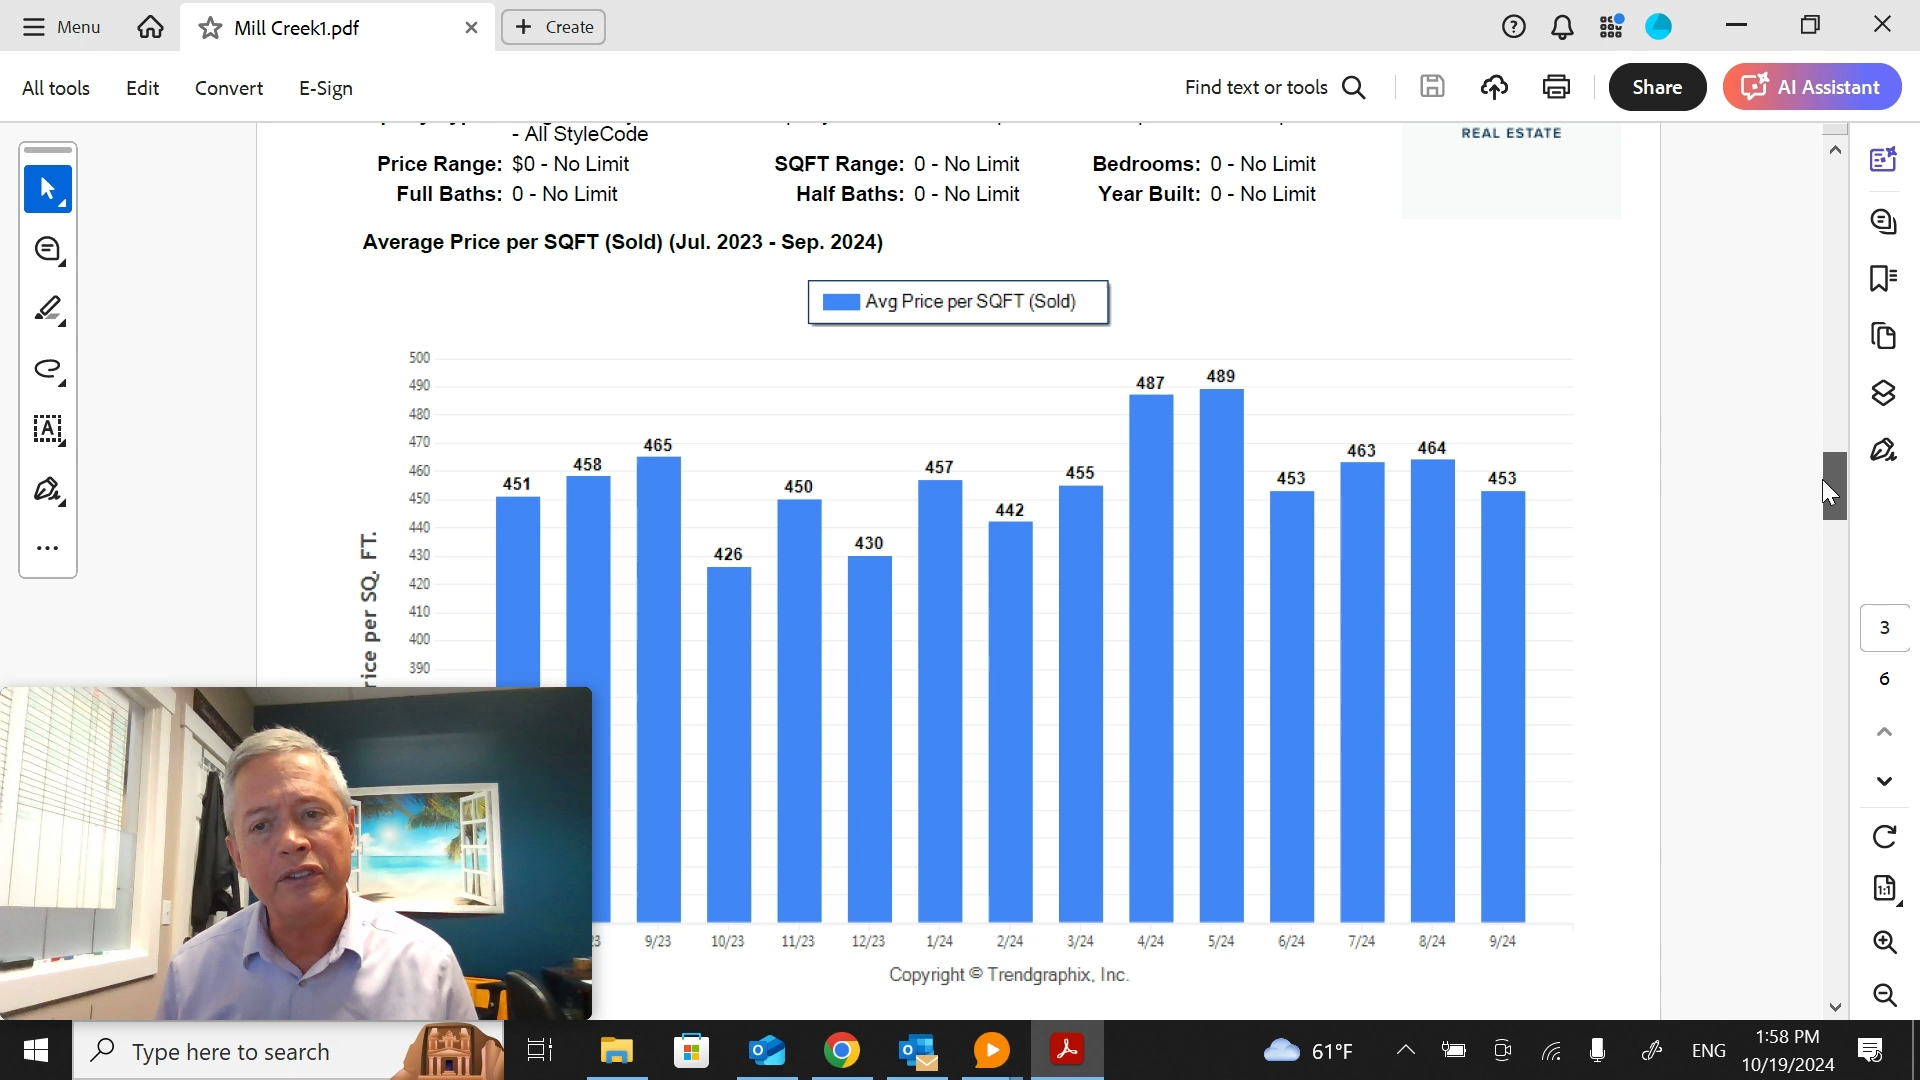 Menu
Mill Creek1.pdf
Create
All tools
Edit
Convert
E-Sign
Find text or tools
Share
AI Assistant
- All StyleCode
Price Range: $0 - No Limit
SQFT Range: 0 - No Limit
Bedrooms: 0 - No Limit
Full Baths: 0 - No Limit
Half Baths: 0 - No Limit
Year Built: 0 - No Limit
REAL ESTATE
Average Price per SQFT (Sold) (Jul. 2023 - Sep. 2024)
Avg Price per SQFT (Sold)
500
490
480
470
460
450
440
430
420
410
400
390
rice per SQ. FT.
451
458
465
426
450
430
457
442
455
487
489
453
463
464
453
23
9/23
10/23
11/23
12/23
1/24
2/24
3/24
4/24
5/24
6/24
7/24
8/24
9/24
Copyright © Trendgraphix, Inc.
3
6
1:1
Type here to search
61°F
ENG
1:58 PM
10/19/2024